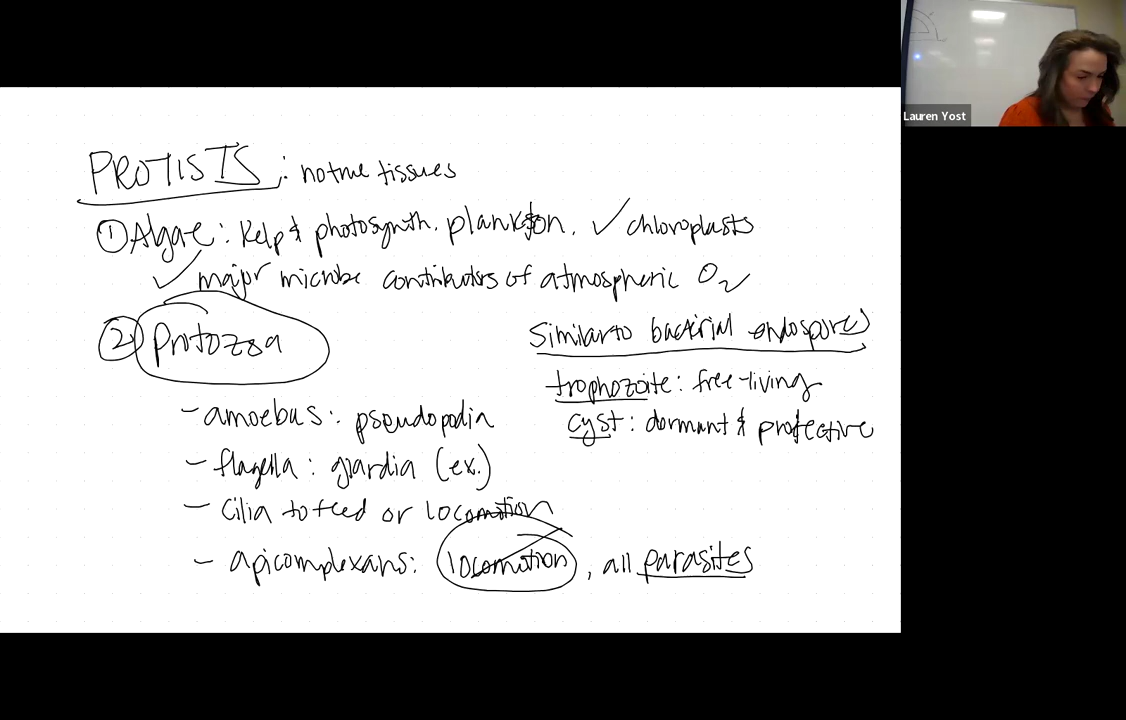 Lauren Yost
PROTISTS: not true tissues
① Algae: Kelp & photosynth. plankton. ✓ chloroplasts
✓ major microbe contributors of atmospheric O₂
② Protozoa
- amoebas: pseudopodia
- flagella: giardia (ex.)
- cilia to feed or locomotion
- apicomplexans: locomotion, all parasites
Similar to bacterial endospores
trophozoite: free-living
cyst: dormant & protective